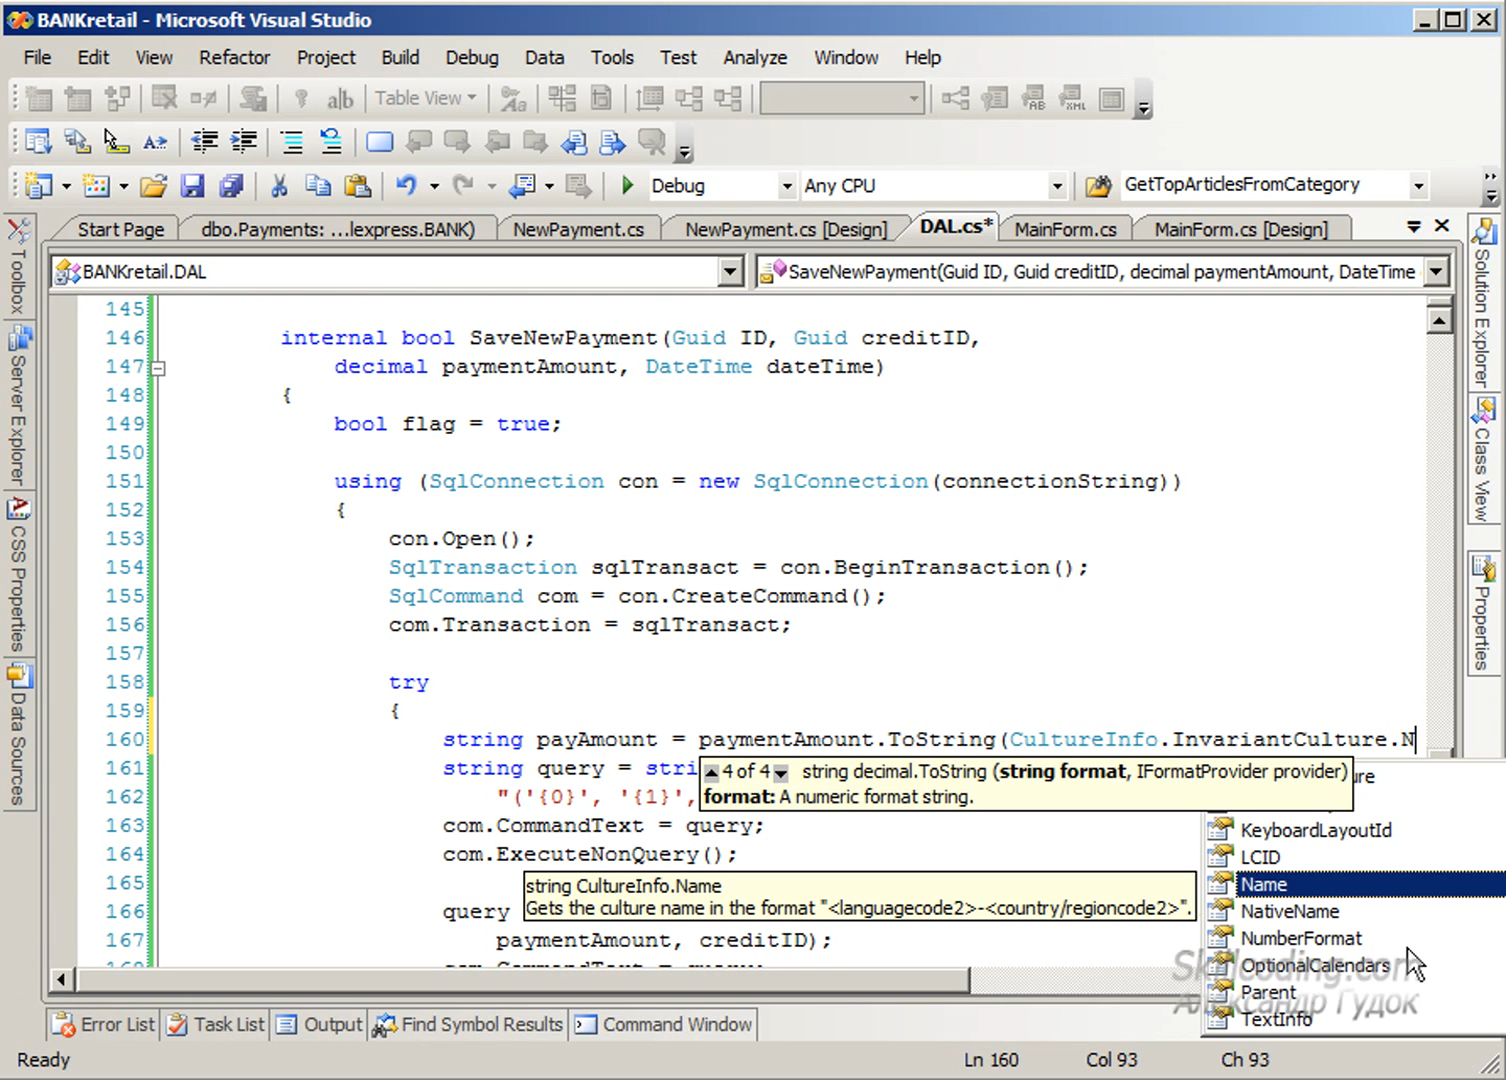 BANKretail - Microsoft Visual Studio
File Edit View Refactor Project Build Debug Data Tools Test Analyze Window Help
Table View
Debug Any CPU GetTopArticlesFromCategory
Start Page dbo.Payments: ...lexpress.BANK) NewPayment.cs NewPayment.cs [Design] DAL.cs* MainForm.cs MainForm.cs [Design]
BANKretail.DAL SaveNewPayment(Guid ID, Guid creditID, decimal paymentAmount, DateTime
Toolbox
Server Explorer
CSS Properties
Data Sources
145
146 internal bool SaveNewPayment(Guid ID, Guid creditID,
147 decimal paymentAmount, DateTime dateTime)
148 {
149 bool flag = true;
150
151 using (SqlConnection con = new SqlConnection(connectionString))
152 {
153 con.Open();
154 SqlTransaction sqlTransact = con.BeginTransaction();
155 SqlCommand com = con.CreateCommand();
156 com.Transaction = sqlTransact;
157
158 try
159 {
160 string payAmount = paymentAmount.ToString(CultureInfo.InvariantCulture.N
161 string query = stri
162 "('{0}', '{1}',
163 com.CommandText = query;
164 com.ExecuteNonQuery();
165
166 query
167 paymentAmount, creditID);
4 of 4 string decimal.ToString (string format, IFormatProvider provider)
format: A numeric format string.
string CultureInfo.Name
Gets the culture name in the format "<languagecode2>-<country/regioncode2>".
KeyboardLayoutId
LCID
Name
NativeName
NumberFormat
OptionalCalendars
Parent
TextInfo
Skillcoding.com
Александр Гудок
Solution Explorer
Class View
Properties
Error List Task List Output Find Symbol Results Command Window
Ready Ln 160 Col 93 Ch 93